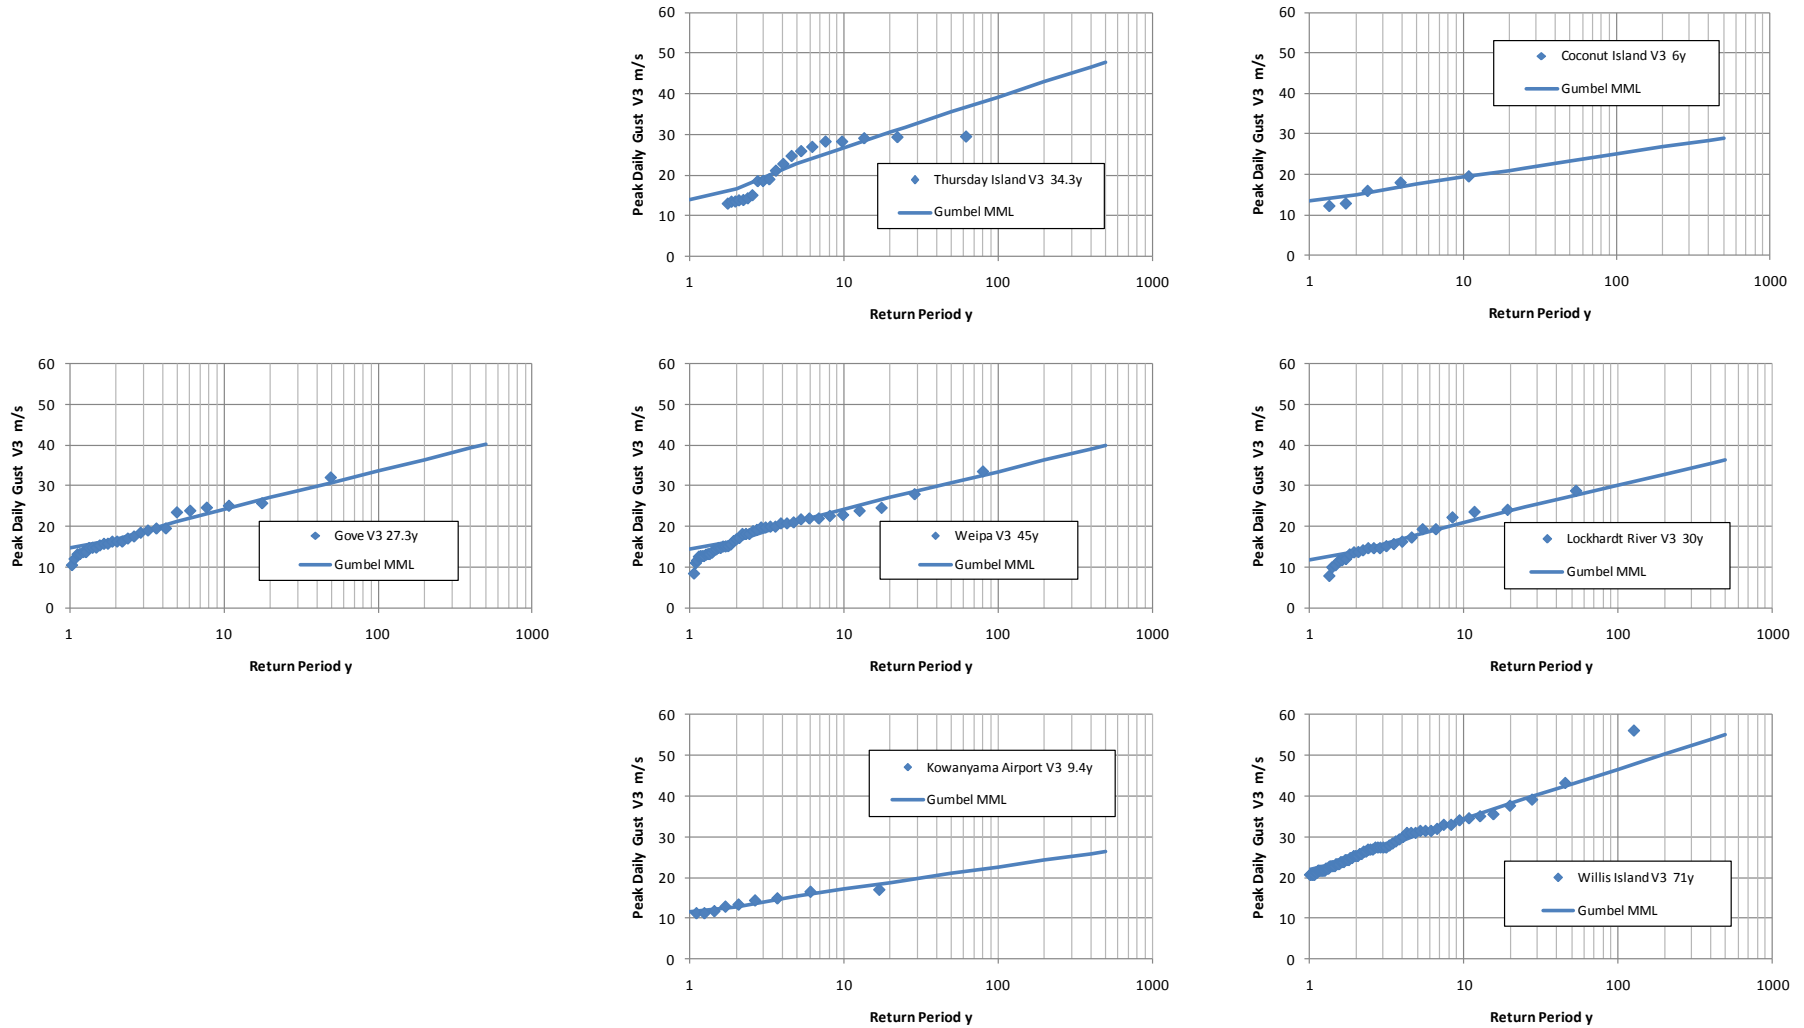 Peak Daily Gust V3 m/s
60
50
40
30
20
10
0
1
10
100
1000
Return Period y
Thursday Island V3 34.3y
Gumbel MML
Peak Daily Gust V3 m/s
60
50
40
30
20
10
0
1
10
100
1000
Return Period y
Coconut Island V3 6y
Gumbel MML
Peak Daily Gust V3 m/s
60
50
40
30
20
10
0
1
10
100
1000
Return Period y
Gove V3 27.3y
Gumbel MML
Peak Daily Gust V3 m/s
60
50
40
30
20
10
0
1
10
100
1000
Return Period y
Weipa V3 45y
Gumbel MML
Peak Daily Gust V3 m/s
60
50
40
30
20
10
0
1
10
100
1000
Return Period y
Lockhardt River V3 30y
Gumbel MML
Peak Daily Gust V3 m/s
60
50
40
30
20
10
0
1
10
100
1000
Return Period y
Kowanyama Airport V3 9.4y
Gumbel MML
Peak Daily Gust V3 m/s
60
50
40
30
20
10
0
1
10
100
1000
Return Period y
Willis Island V3 71y
Gumbel MML